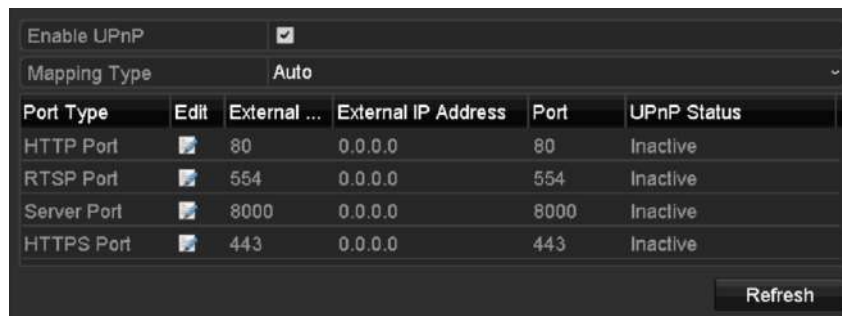 Enable UPnP
Mapping Type Auto
Port Type Edit External ... External IP Address Port UPnP Status
HTTP Port 80 0.0.0.0 80 Inactive
RTSP Port 554 0.0.0.0 554 Inactive
Server Port 8000 0.0.0.0 8000 Inactive
HTTPS Port 443 0.0.0.0 443 Inactive
Refresh